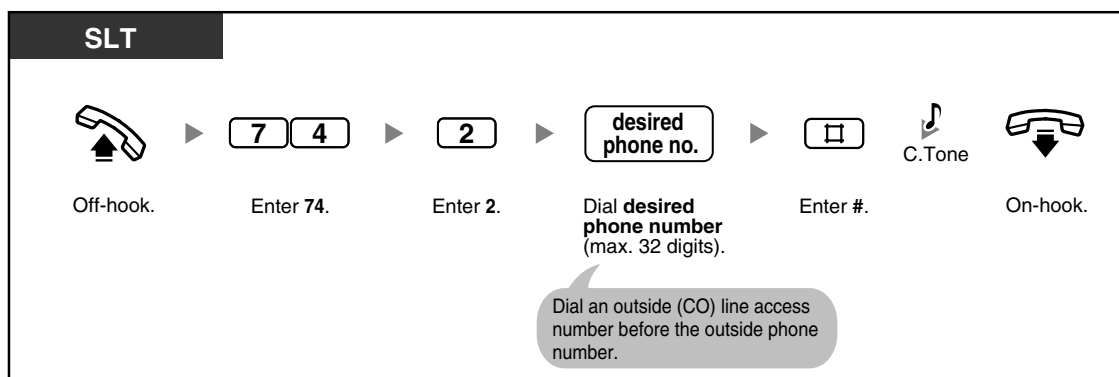 SLT
7 4
2
desired
phone no.
#
C.Tone
Off-hook.
Enter 74.
Enter 2.
Dial desired
phone number
(max. 32 digits).
Enter #.
On-hook.
Dial an outside (CO) line access
number before the outside phone
number.